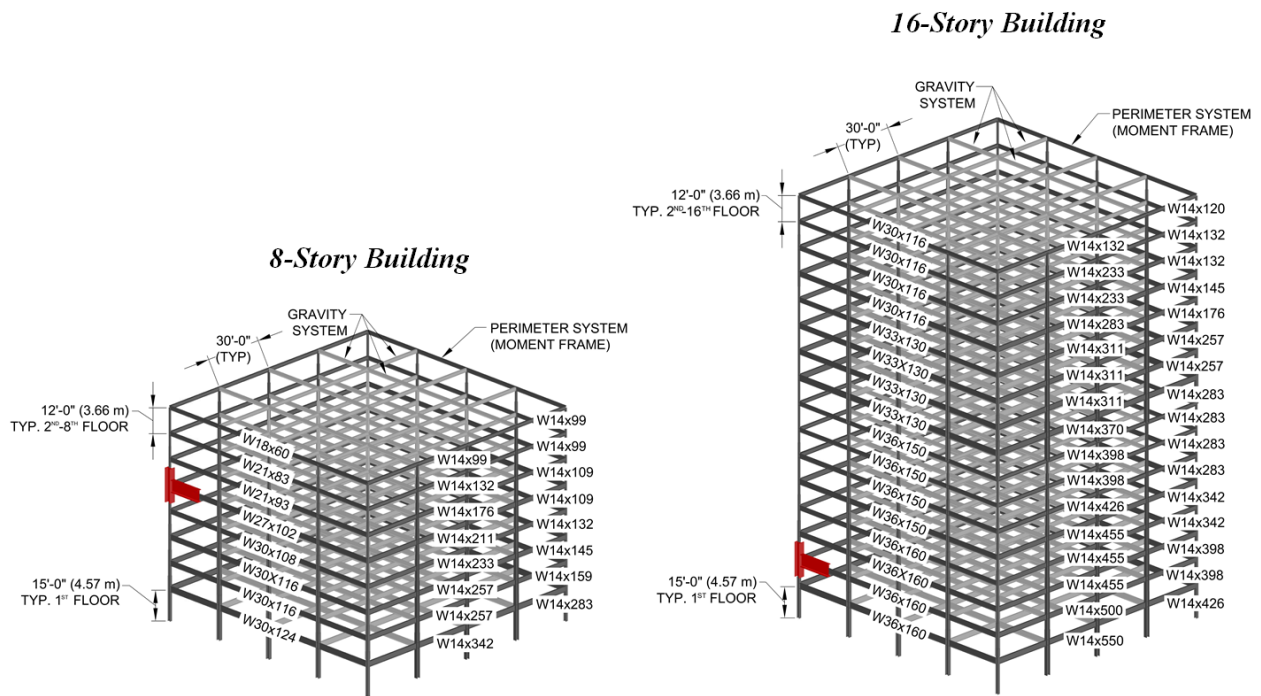 16-Story Building
GRAVITY
SYSTEM
PERIMETER SYSTEM
(MOMENT FRAME)
30'-0"
(TYP)
12'-0" (3.66 m)
TYP. 2ND-16TH FLOOR
W30x116
W30x116
W30x116
W30x116
W33x130
W33X130
W33x130
W33x130
W36x150
W36x150
W36x150
W36x150
W36x160
W36X160
W36x160
W36x160
W14x132
W14x233
W14x233
W14x283
W14x311
W14x311
W14x311
W14x370
W14x398
W14x398
W14x426
W14x455
W14x455
W14x455
W14x500
W14x550
W14x120
W14x132
W14x132
W14x145
W14x176
W14x257
W14x257
W14x283
W14x283
W14x283
W14x283
W14x342
W14x342
W14x398
W14x398
W14x426
15'-0" (4.57 m)
TYP. 1ST FLOOR
8-Story Building
GRAVITY
SYSTEM
PERIMETER SYSTEM
(MOMENT FRAME)
30'-0"
(TYP)
12'-0" (3.66 m)
TYP. 2ND-8TH FLOOR
W18x60
W21x83
W21x93
W27x102
W30x108
W30X116
W30x116
W30x124
W14x99
W14x132
W14x176
W14x211
W14x233
W14x257
W14x257
W14x342
W14x99
W14x99
W14x109
W14x109
W14x132
W14x145
W14x159
W14x283
15'-0" (4.57 m)
TYP. 1ST FLOOR